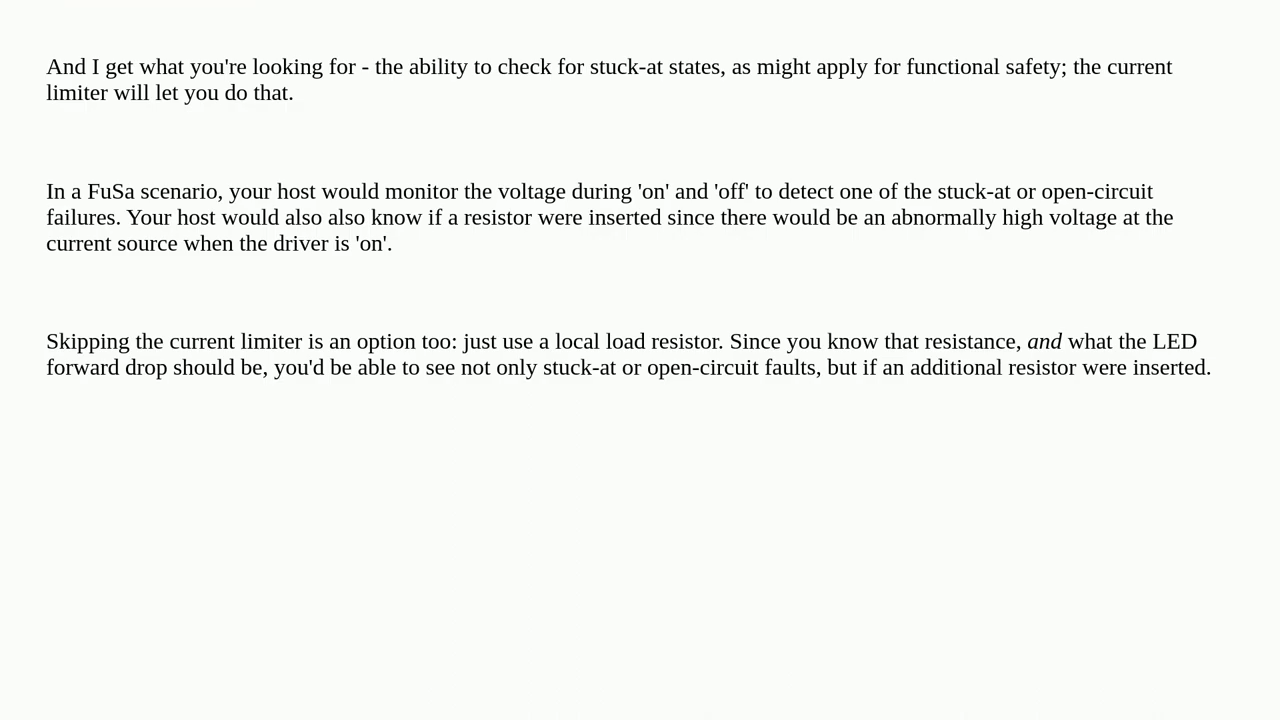 And I get what you're looking for - the ability to check for stuck-at states, as might apply for functional safety; the current
limiter will let you do that.
In a FuSa scenario, your host would monitor the voltage during 'on' and 'off' to detect one of the stuck-at or open-circuit
failures. Your host would also also know if a resistor were inserted since there would be an abnormally high voltage at the
current source when the driver is 'on'.
Skipping the current limiter is an option too: just use a local load resistor. Since you know that resistance, and what the LED
forward drop should be, you'd be able to see not only stuck-at or open-circuit faults, but if an additional resistor were inserted.